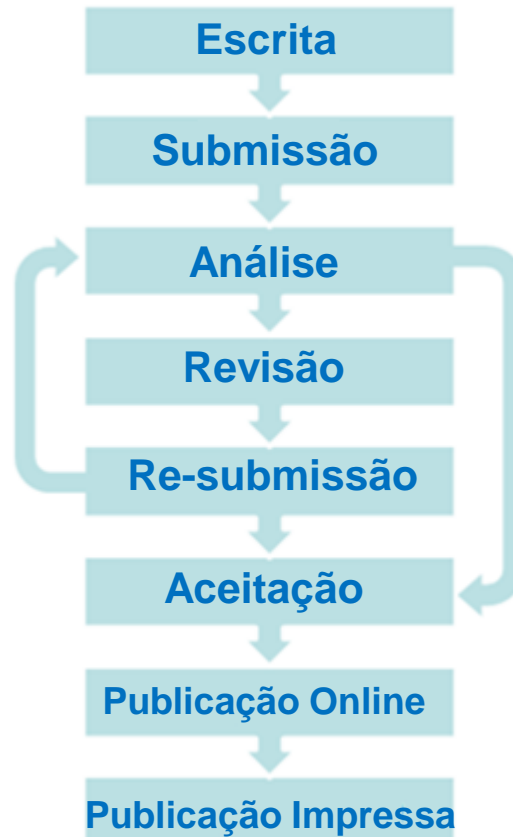 Escrita
Submissão
Análise
Revisão
Re-submissão
Aceitação
Publicação Online
Publicação Impressa